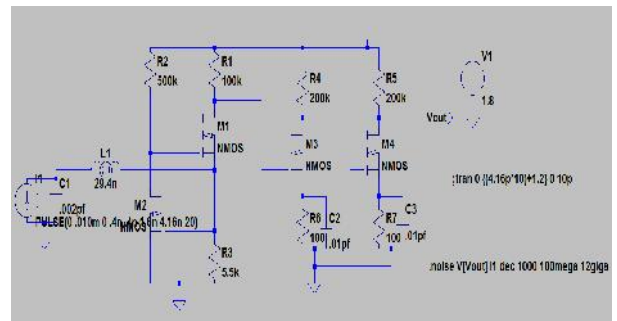 V1
R2
R1
R4
R5
500k
100k
200k
200k
1.8
Vout
M1
M3
M4
NMOS
NMOS
NMOS
L1
29.4n
I1
C1
.002pf
M2
NMOS
R6
C2
R7
C3
100
.01pf
100
.01pf
R3
5.5k
.noise V[Vout] I1 dec 1000 100mega 12giga